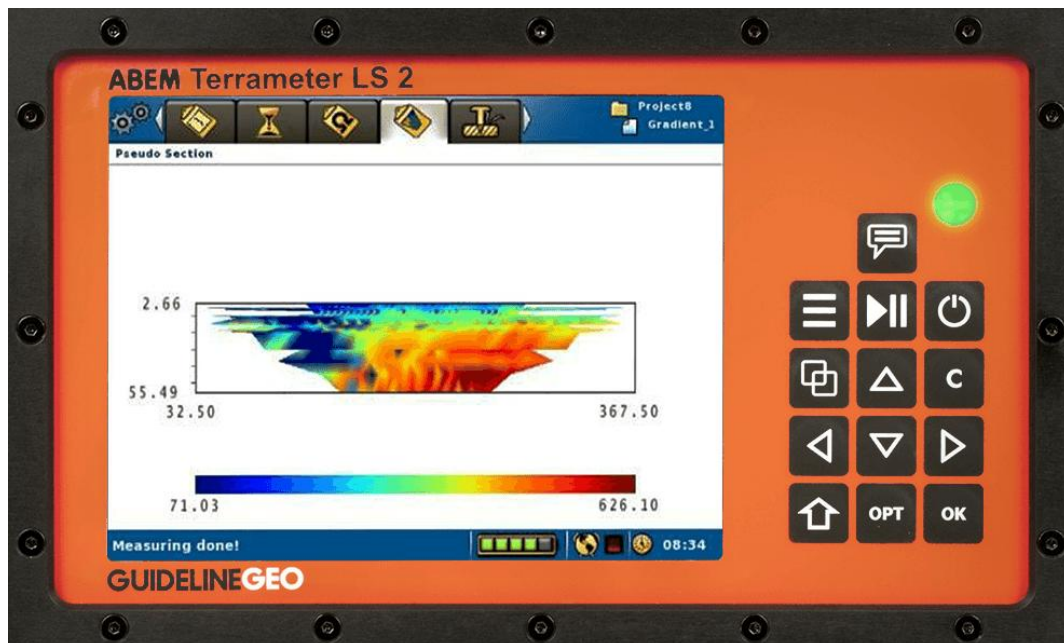 ABEM Terrameter LS 2
Project8
Gradient_1
Pseudo Section
2.66
55.49
32.50
367.50
71.03
626.10
Measuring done!
08:34
GUIDELINEGEO
C
OPT
OK